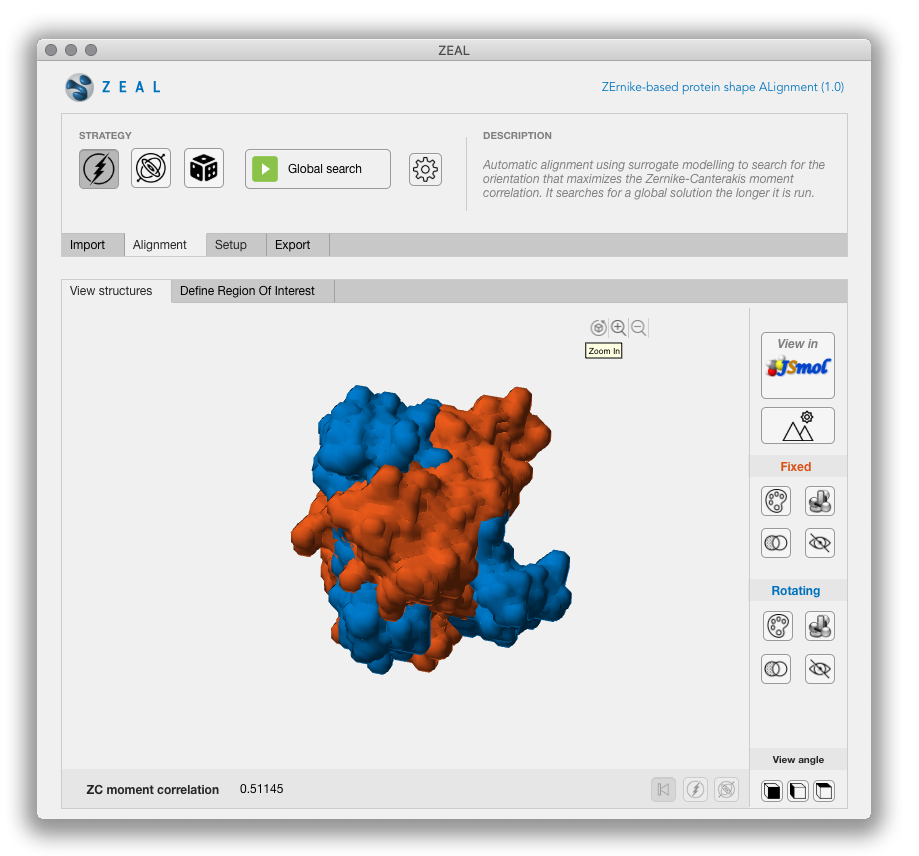 ZEAL
ZEAL
ZErnike-based protein shape ALignment (1.0)
STRATEGY
Global search
DESCRIPTION
Automatic alignment using surrogate modelling to search for the
orientation that maximizes the Zernike-Canterakis moment
correlation. It searches for a global solution the longer it is run.
Import Alignment Setup Export
View structures Define Region Of Interest
Zoom In
View in
JSmol
Fixed
Rotating
View angle
ZC moment correlation 0.51145